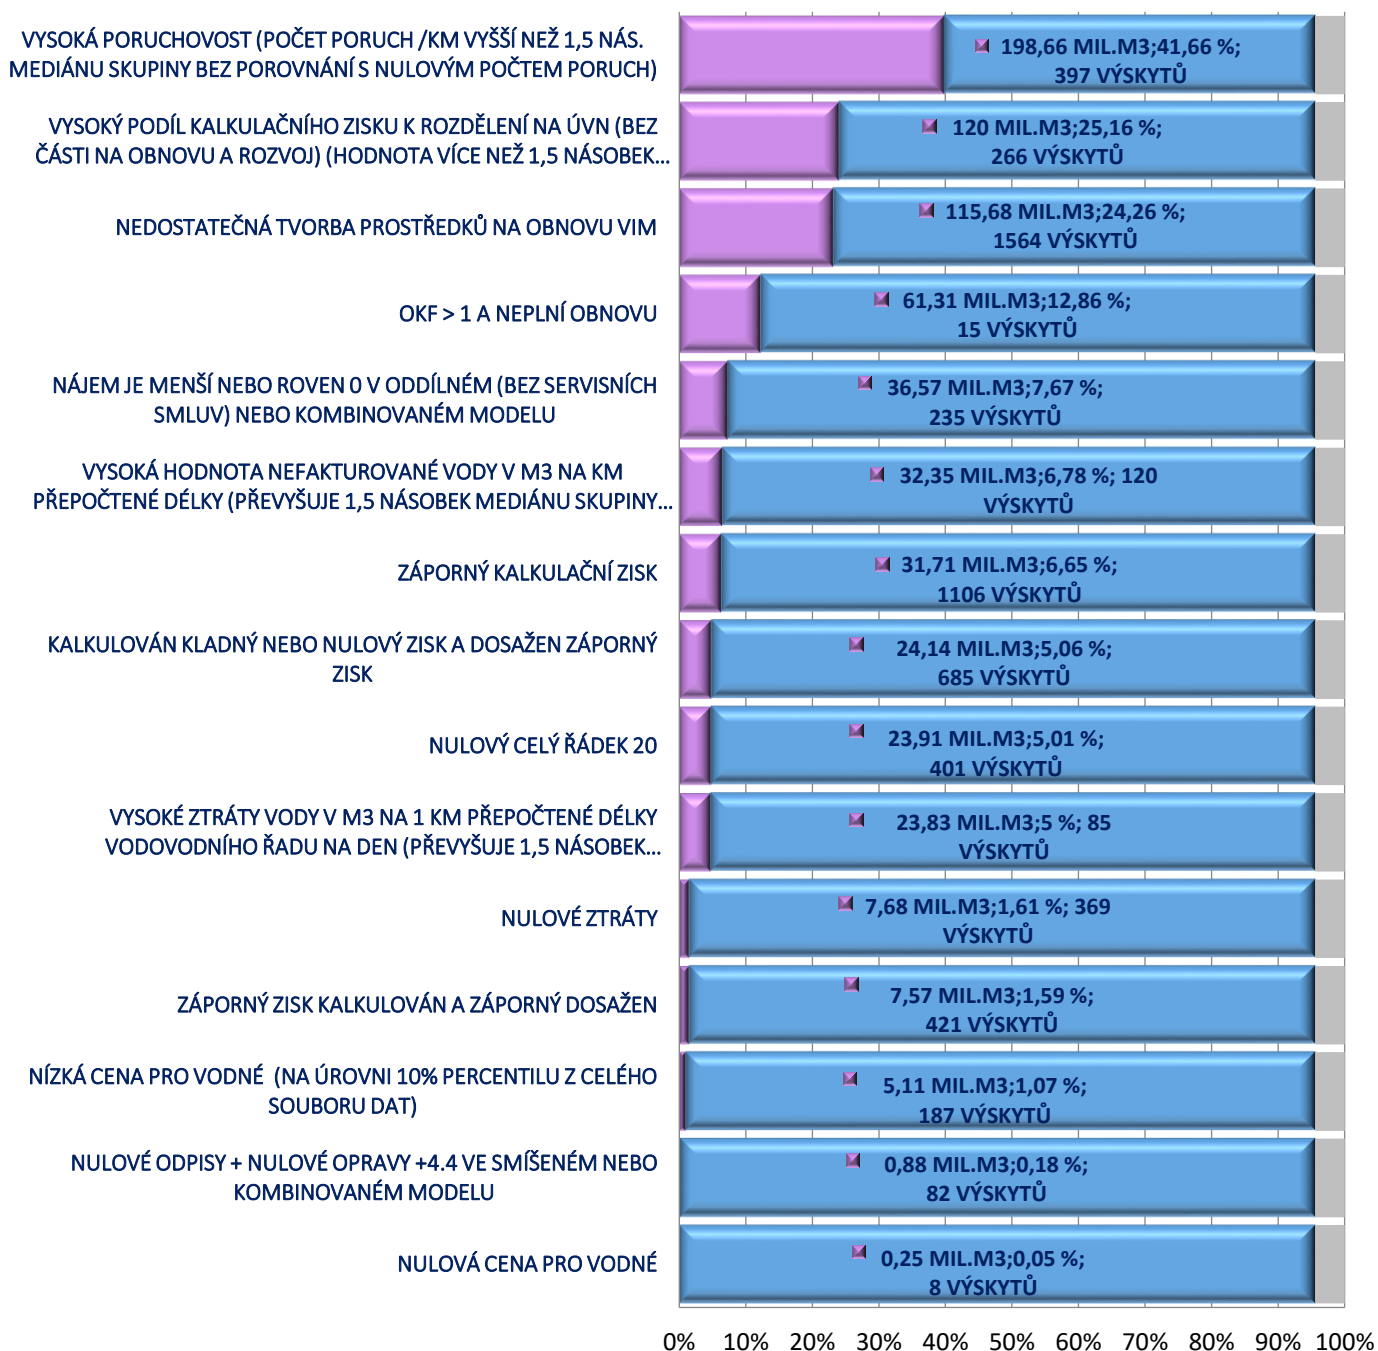 VYSOKÁ PORUCHOVOST (POČET PORUCH /KM VYŠŠÍ NEŽ 1,5 NÁS.
MEDIÁNU SKUPINY BEZ POROVNÁNÍ S NULOVÝM POČTEM PORUCH)
198,66 MIL.M3;41,66 %;
397 VÝSKYTŮ
VYSOKÝ PODÍL KALKULAČNÍHO ZISKU K ROZDĚLENÍ NA ÚVN (BEZ
ČÁSTI NA OBNOVU A ROZVOJ) (HODNOTA VÍCE NEŽ 1,5 NÁSOBEK...
120 MIL.M3;25,16 %;
266 VÝSKYTŮ
NEDOSTATEČNÁ TVORBA PROSTŘEDKŮ NA OBNOVU VIM
115,68 MIL.M3;24,26 %;
1564 VÝSKYTŮ
OKF > 1 A NEPLNÍ OBNOVU
61,31 MIL.M3;12,86 %;
15 VÝSKYTŮ
NÁJEM JE MENŠÍ NEBO ROVEN 0 V ODDÍLNÉM (BEZ SERVISNÍCH
SMLUV) NEBO KOMBINOVANÉM MODELU
36,57 MIL.M3;7,67 %;
235 VÝSKYTŮ
VYSOKÁ HODNOTA NEFAKTUROVANÉ VODY V M3 NA KM
PŘEPOČTENÉ DÉLKY (PŘEVYŠUJE 1,5 NÁSOBEK MEDIÁNU SKUPINY...
32,35 MIL.M3;6,78 %; 120
VÝSKYTŮ
ZÁPORNÝ KALKULAČNÍ ZISK
31,71 MIL.M3;6,65 %;
1106 VÝSKYTŮ
KALKULOVÁN KLADNÝ NEBO NULOVÝ ZISK A DOSAŽEN ZÁPORNÝ
ZISK
24,14 MIL.M3;5,06 %;
685 VÝSKYTŮ
NULOVÝ CELÝ ŘÁDEK 20
23,91 MIL.M3;5,01 %;
401 VÝSKYTŮ
VYSOKÉ ZTRÁTY VODY V M3 NA 1 KM PŘEPOČTENÉ DÉLKY
VODOVODNÍHO ŘADU NA DEN (PŘEVYŠUJE 1,5 NÁSOBEK...
23,83 MIL.M3;5 %; 85
VÝSKYTŮ
NULOVÉ ZTRÁTY
7,68 MIL.M3;1,61 %; 369
VÝSKYTŮ
ZÁPORNÝ ZISK KALKULOVÁN A ZÁPORNÝ DOSAŽEN
7,57 MIL.M3;1,59 %;
421 VÝSKYTŮ
NÍZKÁ CENA PRO VODNÉ (NA ÚROVNI 10% PERCENTILU Z CELÉHO
SOUBORU DAT)
5,11 MIL.M3;1,07 %;
187 VÝSKYTŮ
NULOVÉ ODPISY + NULOVÉ OPRAVY +4.4 VE SMÍŠENÉM NEBO
KOMBINOVANÉM MODELU
0,88 MIL.M3;0,18 %;
82 VÝSKYTŮ
NULOVÁ CENA PRO VODNÉ
0,25 MIL.M3;0,05 %;
8 VÝSKYTŮ
0% 10% 20% 30% 40% 50% 60% 70% 80% 90% 100%